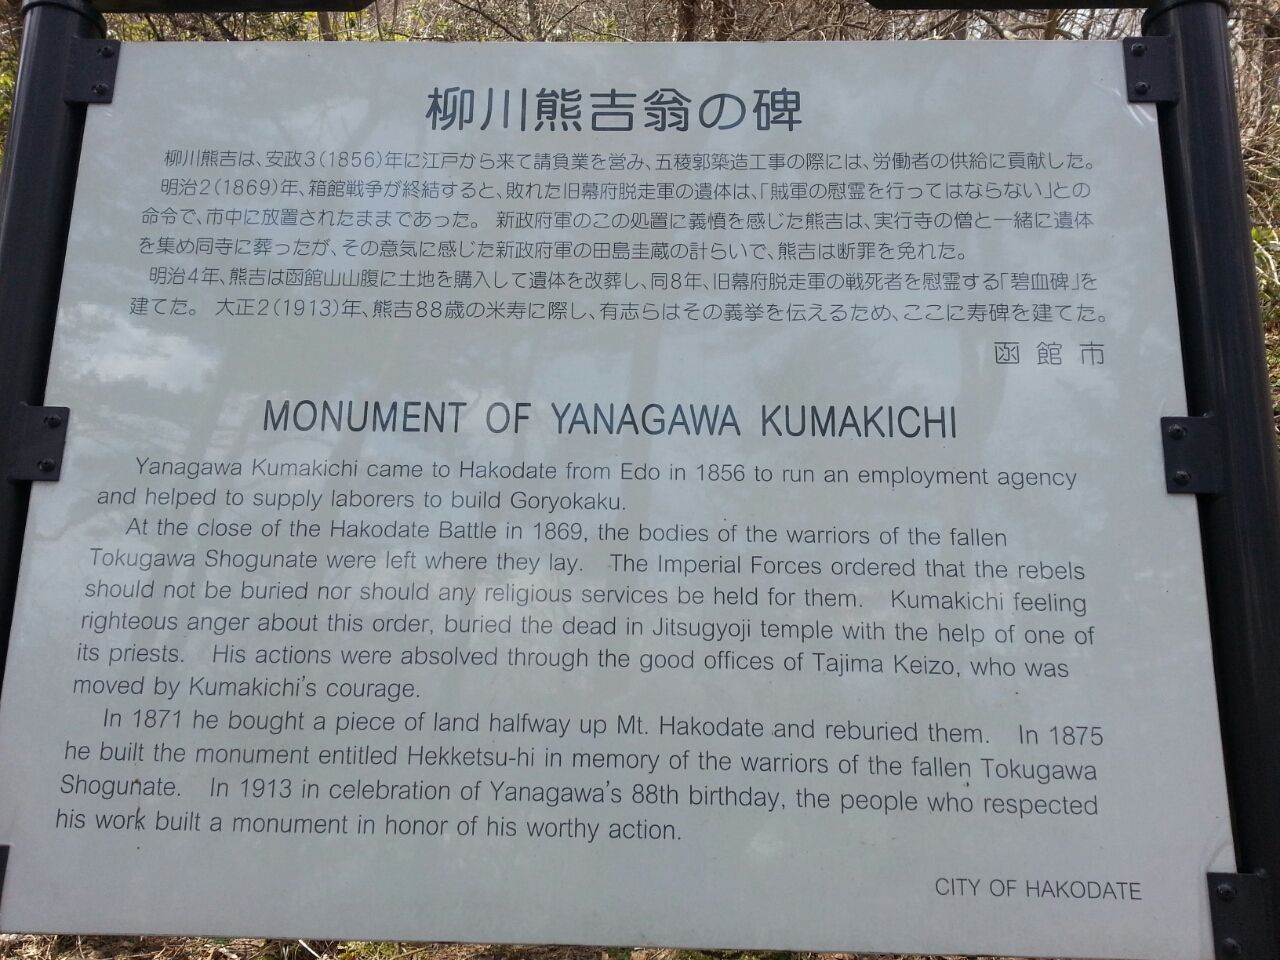 柳川熊吉翁の碑
柳川熊吉は、安政3(1856)年に江戸から来て請負業を営み、五稜郭築造工事の際には、労働者の供給に貢献した。
明治2(1869)年、箱館戦争が終結すると、敗れた旧幕府脱走軍の遺体は、「賊軍の慰霊を行ってはならない」との
命令で、市中に放置されたままであった。 新政府軍のこの処置に義憤を感じた熊吉は、実行寺の僧と一緒に遺体
を集め同寺に葬ったが、その意気に感じた新政府軍の田島圭蔵の計らいで、熊吉は断罪を免れた。
明治4年、熊吉は函館山山腹に土地を購入して遺体を改葬し、同8年、旧幕府脱走軍の戦死者を慰霊する「碧血碑」を
建てた。 大正2(1913)年、熊吉88歳の米寿に際し、有志らはその義挙を伝えるため、ここに寿碑を建てた。
函館市
MONUMENT OF YANAGAWA KUMAKICHI
Yanagawa Kumakichi came to Hakodate from Edo in 1856 to run an employment agency
and helped to supply laborers to build Goryokaku.
At the close of the Hakodate Battle in 1869, the bodies of the warriors of the fallen
Tokugawa Shogunate were left where they lay. The Imperial Forces ordered that the rebels
should not be buried nor should any religious services be held for them. Kumakichi feeling
righteous anger about this order, buried the dead in Jitsugyoji temple with the help of one of
its priests. His actions were absolved through the good offices of Tajima Keizo, who was
moved by Kumakichi's courage.
In 1871 he bought a piece of land halfway up Mt. Hakodate and reburied them. In 1875
he built the monument entitled Hekketsu-hi in memory of the warriors of the fallen Tokugawa
Shogunate. In 1913 in celebration of Yanagawa's 88th birthday, the people who respected
his work built a monument in honor of his worthy action.
CITY OF HAKODATE